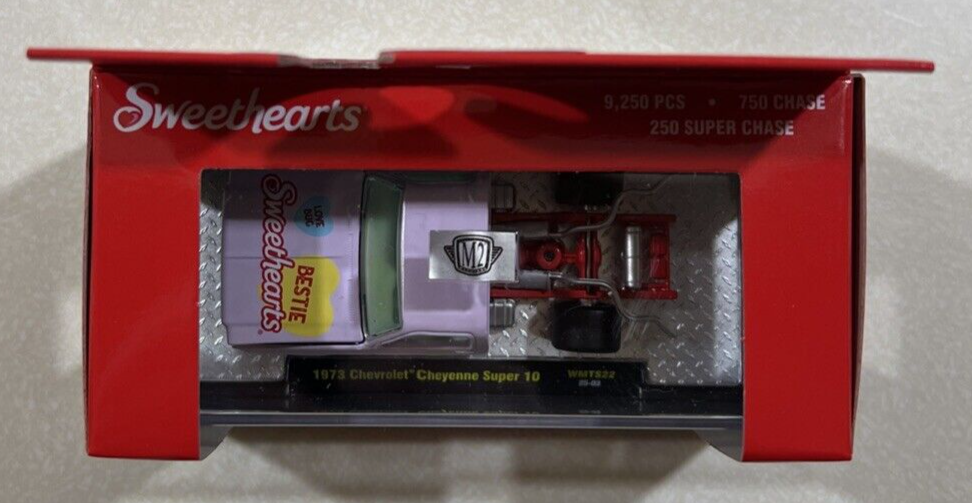 Sweethearts
9,250 PCS • 750 CHASE
250 SUPER CHASE
LOVE BUG
Sweethearts
BESTIE
M2
1973 Chevrolet Cheyenne Super 10
WMTS22